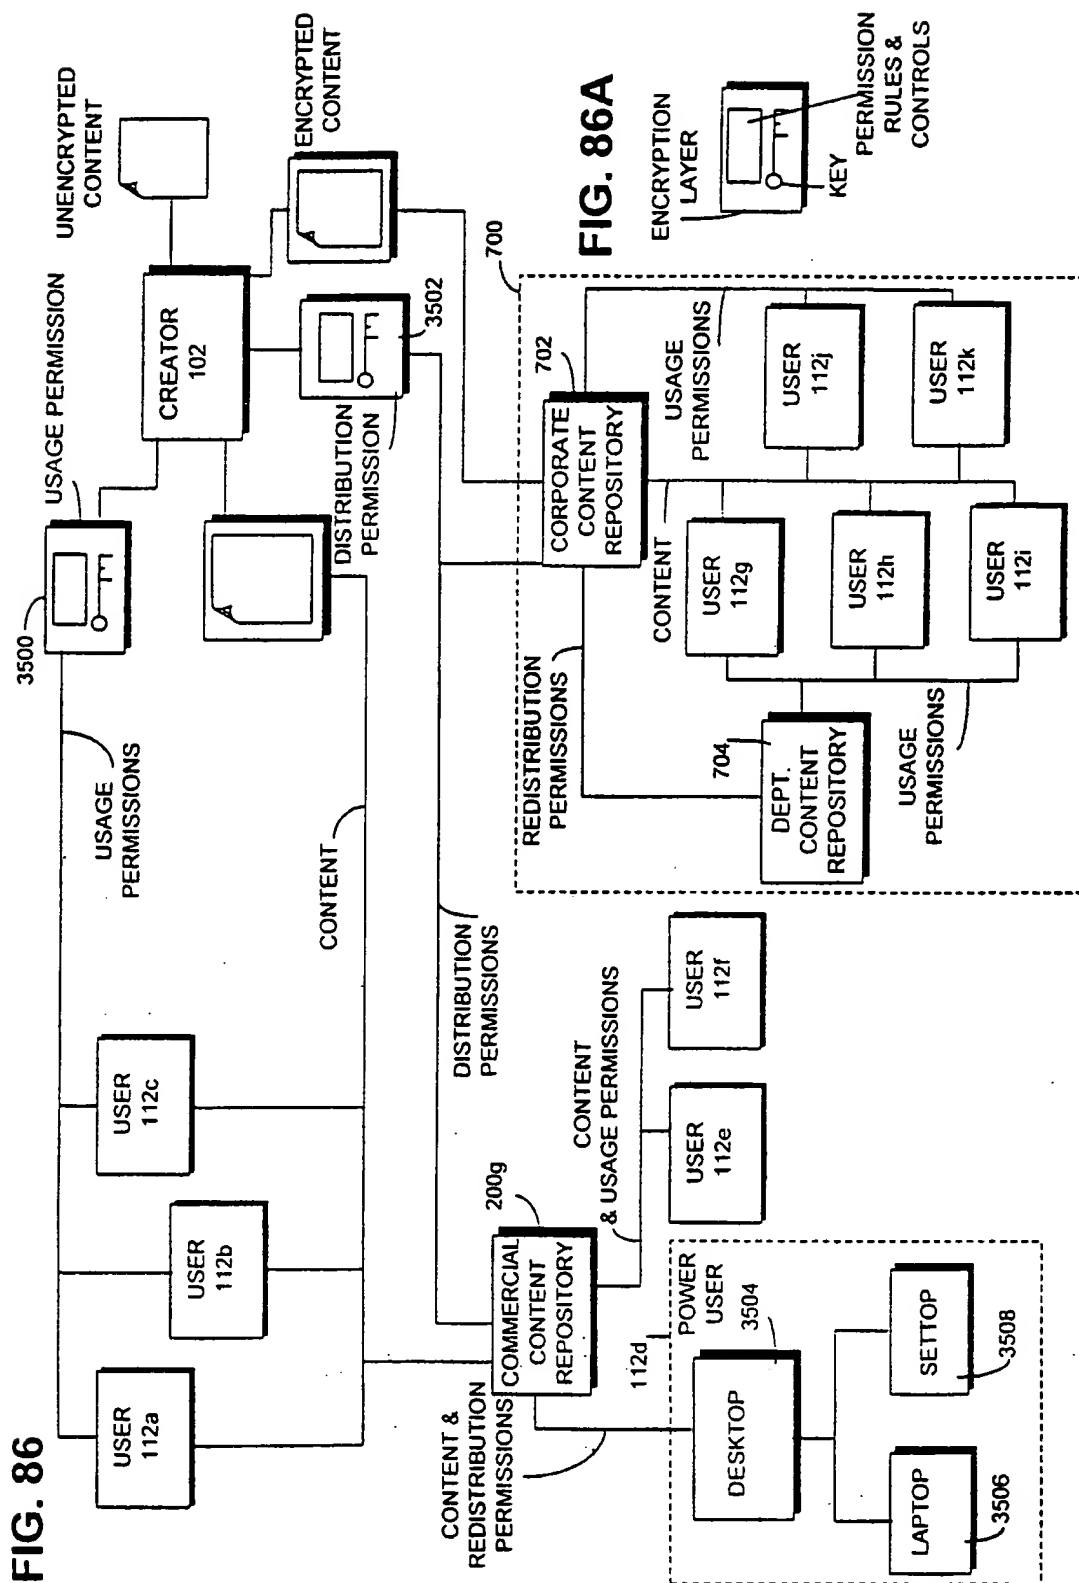 FIG. 86
USER
112a
USER
112b
USER
112c
USAGE
PERMISSIONS
3500
USAGE PERMISSION
CREATOR
102
UNENCRYPTED
CONTENT
CONTENT
DISTRIBUTION
PERMISSION
3502
ENCRYPTED
CONTENT
CONTENT &
REDISTRIBUTION
PERMISSIONS
COMMERCIAL
CONTENT
REPOSITORY
200g
DISTRIBUTION
PERMISSIONS
CONTENT
& USAGE PERMISSIONS
USER
112e
USER
112f
112d
POWER
USER
3504
DESKTOP
LAPTOP
3506
SETTOP
3508
700
REDISTRIBUTION
PERMISSIONS
CORPORATE
CONTENT
REPOSITORY
702
704
DEPT.
CONTENT
REPOSITORY
CONTENT
USAGE
PERMISSIONS
USER
112g
USER
112h
USER
112i
USER
112j
USER
112k
USAGE
PERMISSIONS
FIG. 86A
ENCRYPTION
LAYER
KEY
PERMISSION
RULES &
CONTROLS